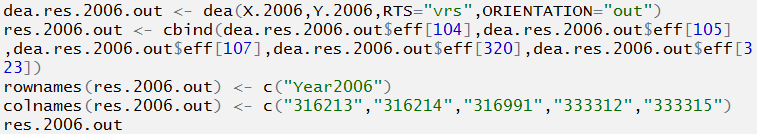 dea.res.2006.out <- dea(X.2006,Y.2006,RTS="vrs",ORIENTATION="out")
res.2006.out <- cbind(dea.res.2006.out$eff[104],dea.res.2006.out$eff[105]
,dea.res.2006.out$eff[107],dea.res.2006.out$eff[320],dea.res.2006.out$eff[3
23])
rownames(res.2006.out) <- c("Year2006")
colnames(res.2006.out) <- c("316213","316214","316991","333312","333315")
res.2006.out